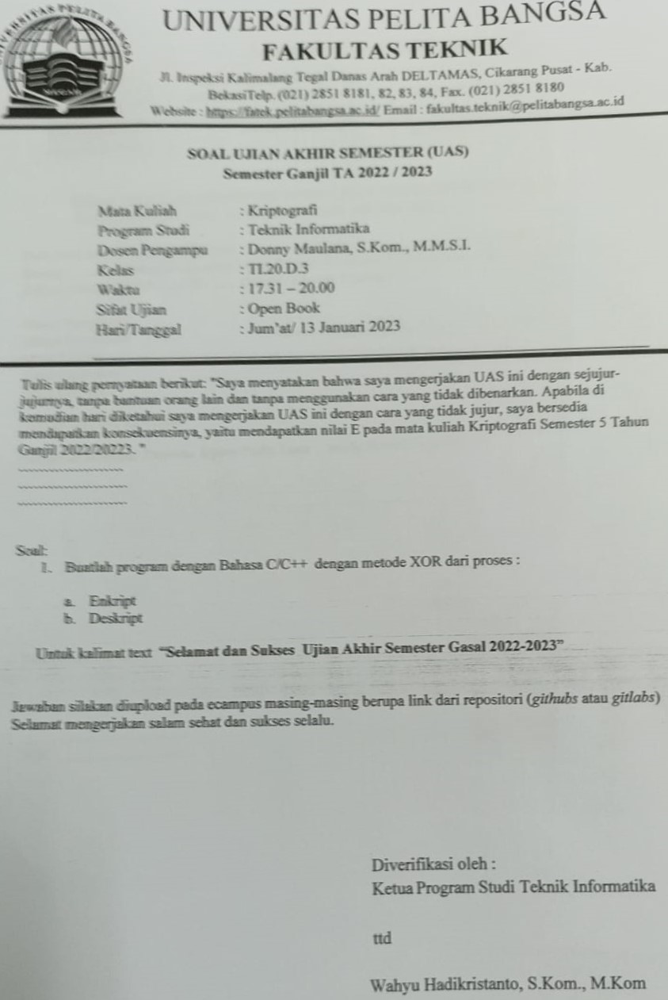 UNIVERSITAS PELITA BANGSA
UNIVERSITAS PELITA BANGSA
FAKULTAS TEKNIK
Jl. Inspeksi Kalimalang Tegal Danas Arah DELTAMAS, Cikarang Pusat - Kab.
BekasiTelp. (021) 2851 8181, 82, 83, 84, Fax. (021) 2851 8180
Website : https://fatek.pelitabangsa.ac.id/ Email : fakultas.teknik@pelitabangsa.ac.id
SOAL UJIAN AKHIR SEMESTER (UAS)
Semester Ganjil TA 2022 / 2023
Mata Kuliah : Kriptografi
Program Studi : Teknik Informatika
Dosen Pengampu : Donny Maulana, S.Kom., M.M.S.I.
Kelas : TI.20.D.3
Waktu : 17.31 – 20.00
Sifat Ujian : Open Book
Hari/Tanggal : Jum'at/ 13 Januari 2023
Tulis ulang pernyataan berikut: "Saya menyatakan bahwa saya mengerjakan UAS ini dengan sejujur-
jujurnya, tanpa bantuan orang lain dan tanpa menggunakan cara yang tidak dibenarkan. Apabila di
kemudian hari diketahui saya mengerjakan UAS ini dengan cara yang tidak jujur, saya bersedia
mendapatkan konsekuensinya, yaitu mendapatkan nilai E pada mata kuliah Kriptografi Semester 5 Tahun
Ganjil 2022/20223. "
Soal:
1. Buatlah program dengan Bahasa C/C++ dengan metode XOR dari proses :
a. Enkript
b. Deskript
Untuk kalimat text "Selamat dan Sukses Ujian Akhir Semester Gasal 2022-2023"
Jawaban silakan diupload pada ecampus masing-masing berupa link dari repositori (githubs atau gitlabs)
Selamat mengerjakan salam sehat dan sukses selalu.
Diverifikasi oleh :
Ketua Program Studi Teknik Informatika
ttd
Wahyu Hadikristanto, S.Kom., M.Kom